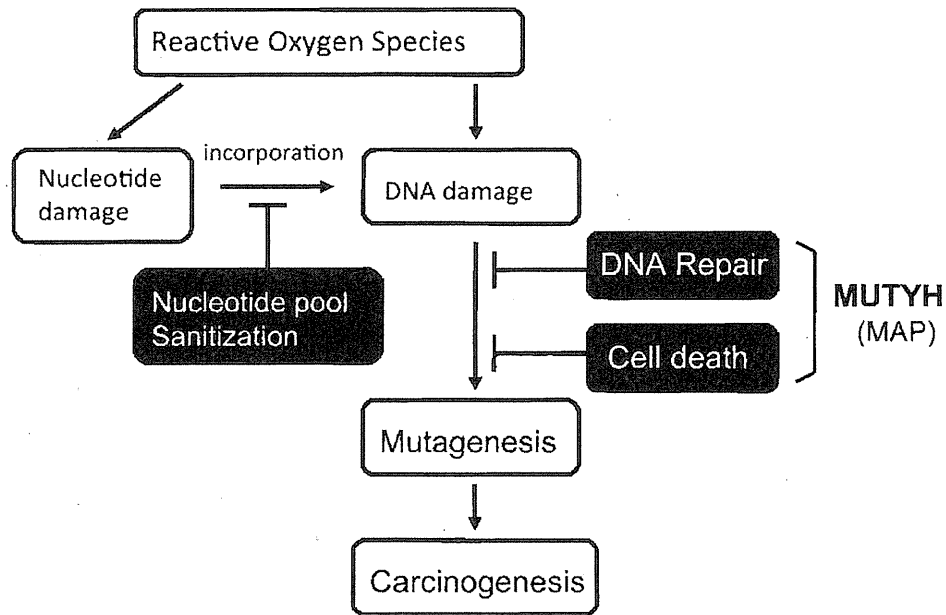 Reactive Oxygen Species
incorporation
Nucleotide
damage
DNA damage
DNA Repair
Nucleotide pool
Sanitization
MUTYH
(MAP)
Cell death
Mutagenesis
Carcinogenesis